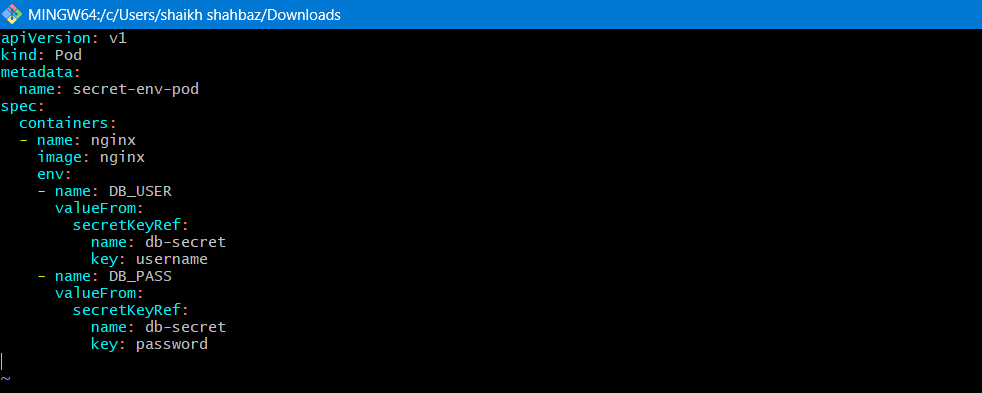 MINGW64:/c/Users/shaikh shahbaz/Downloads
apiVersion: v1
kind: Pod
metadata:
  name: secret-env-pod
spec:
  containers:
  - name: nginx
    image: nginx
    env:
    - name: DB_USER
      valueFrom:
        secretKeyRef:
          name: db-secret
          key: username
    - name: DB_PASS
      valueFrom:
        secretKeyRef:
          name: db-secret
          key: password
~